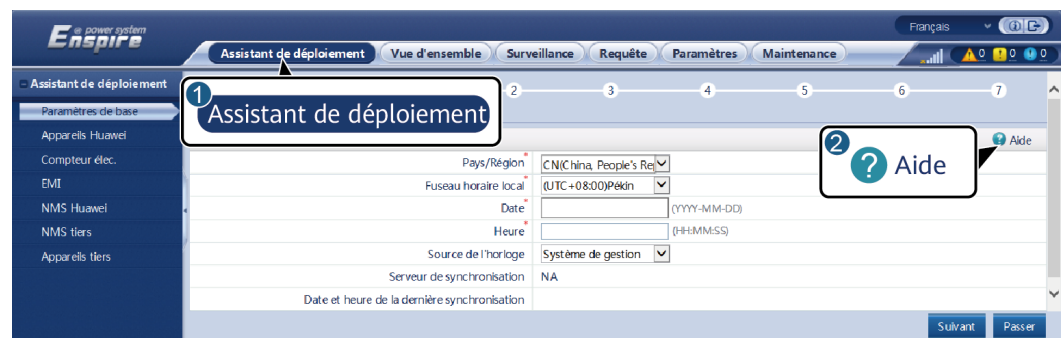 e power system
Enspire
Français
Assistant de déploiement
Vue d'ensemble
Surveillance
Requête
Paramètres
Maintenance
0
0
0
Assistant de déploiement
Paramètres de base
Appareils Huawei
Compteur élec.
EMI
NMS Huawei
NMS tiers
Appareils tiers
1
Assistant de déploiement
2
3
4
5
6
7
? Aide
2
? Aide
Pays/Région* CN(China, People's Re
Fuseau horaire local* (UTC+08:00)Pékin
Date* (YYYY-MM-DD)
Heure* (HH:MM:SS)
Source de l'horloge Système de gestion
Serveur de synchronisation NA
Date et heure de la dernière synchronisation
Suivant
Passer